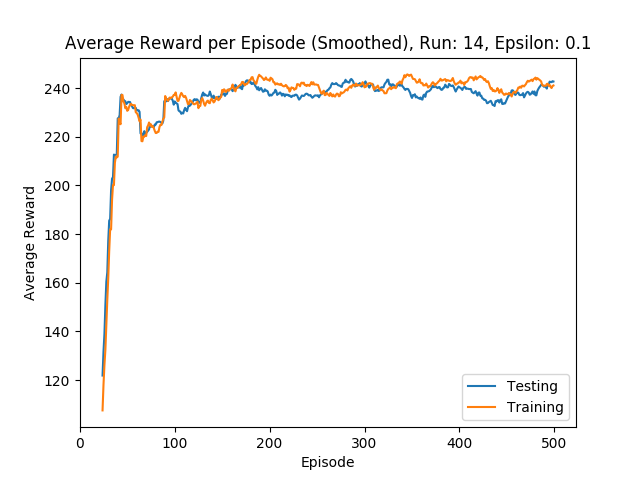 Average Reward per Episode (Smoothed), Run: 14, Epsilon: 0.1
240
220
200
180
160
140
120
Average Reward
0 100 200 300 400 500
Episode
Testing
Training